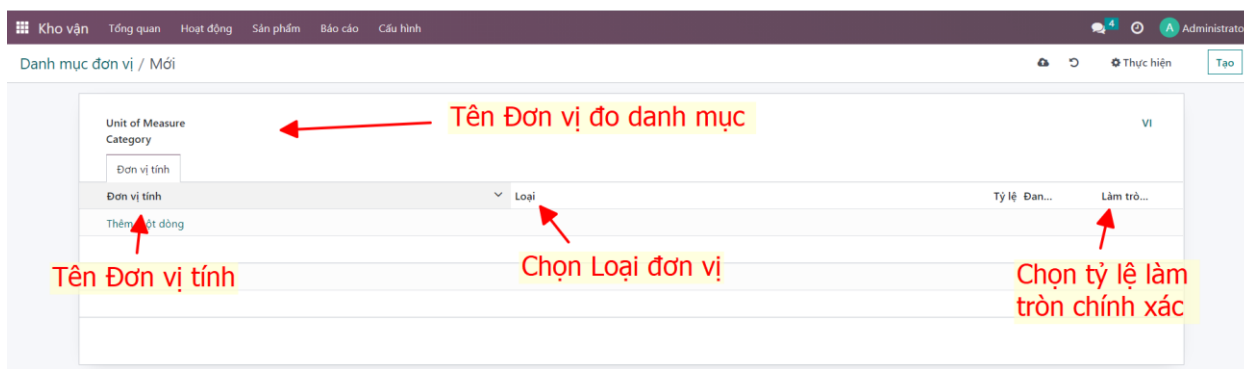 Kho vận Tổng quan Hoạt động Sản phẩm Báo cáo Cấu hình 4 A Administrato
Danh mục đơn vị / Mới Thực hiện Tạo
Tên Đơn vị đo danh mục
Unit of Measure
Category
VI
Đơn vị tính
Đơn vị tính Loại Tỷ lệ Đan... Làm trò...
Thêm một dòng
Tên Đơn vị tính
Chọn Loại đơn vị
Chọn tỷ lệ làm
tròn chính xác